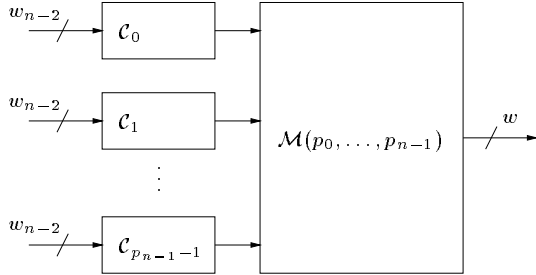 w_{n-2}
𝒞_0
w_{n-2}
𝒞_1
⋮
ℳ(p_0, ..., p_{n-1})
w
w_{n-2}
𝒞_{p_{n-1}-1}